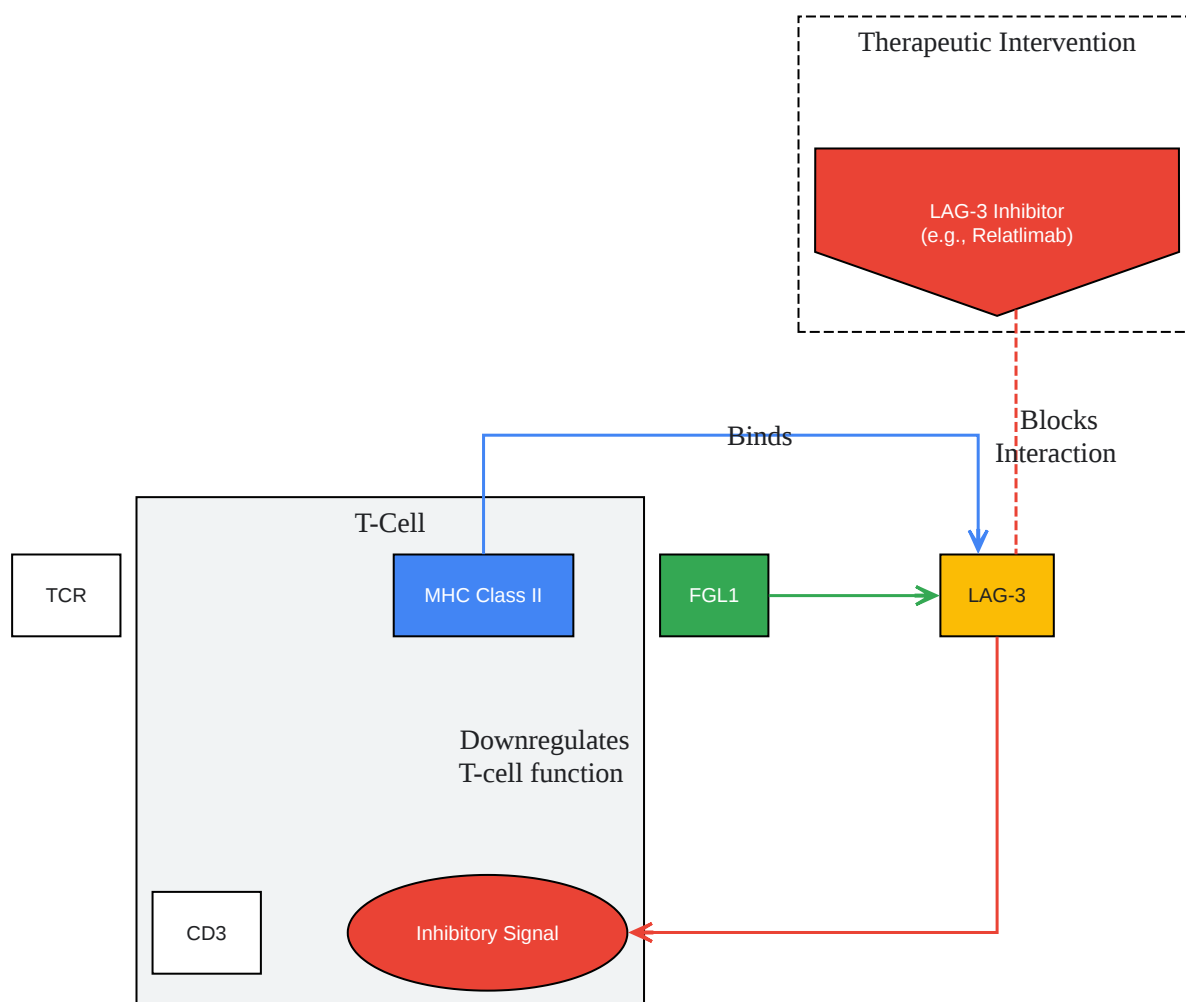 Therapeutic Intervention
LAG-3 Inhibitor
(e.g., Relatlimab)
Binds
Blocks
Interaction
T-Cell
TCR
MHC Class II
FGL1
LAG-3
Downregulates
T-cell function
CD3
Inhibitory Signal